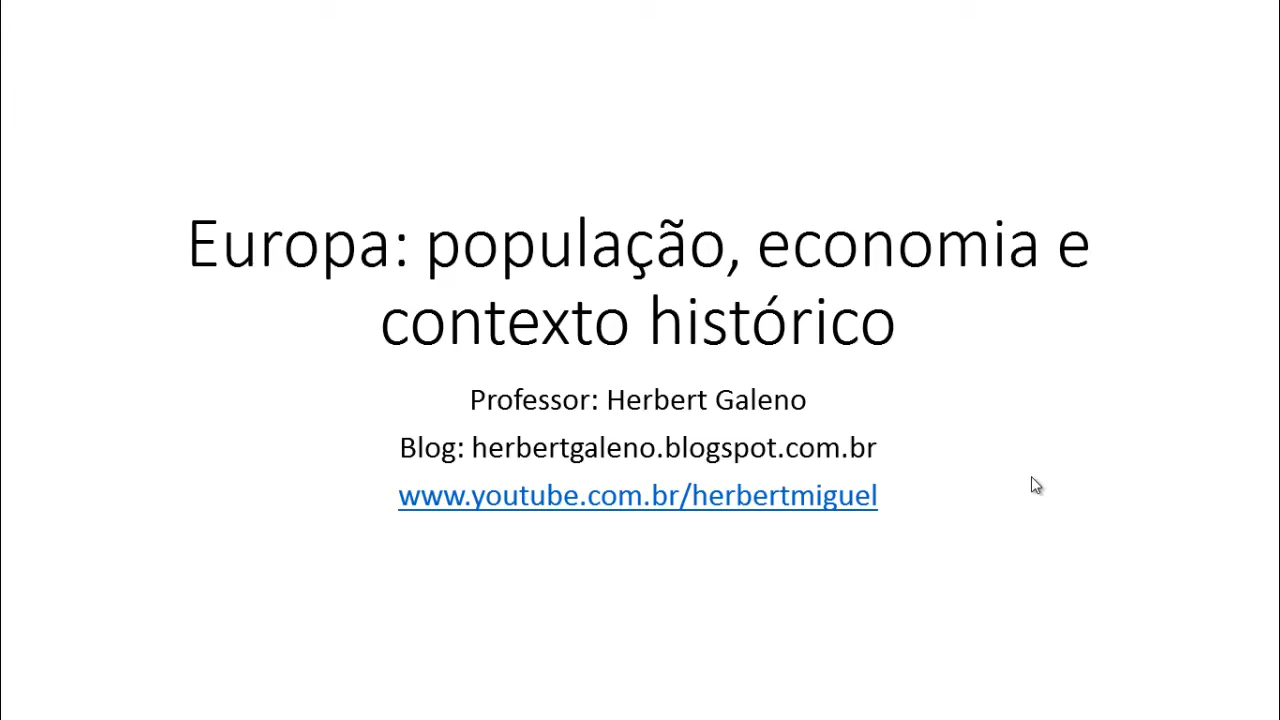 Europa: população, economia e
contexto histórico
Professor: Herbert Galeno
Blog: herbertgaleno.blogspot.com.br
www.youtube.com.br/herbertmiguel